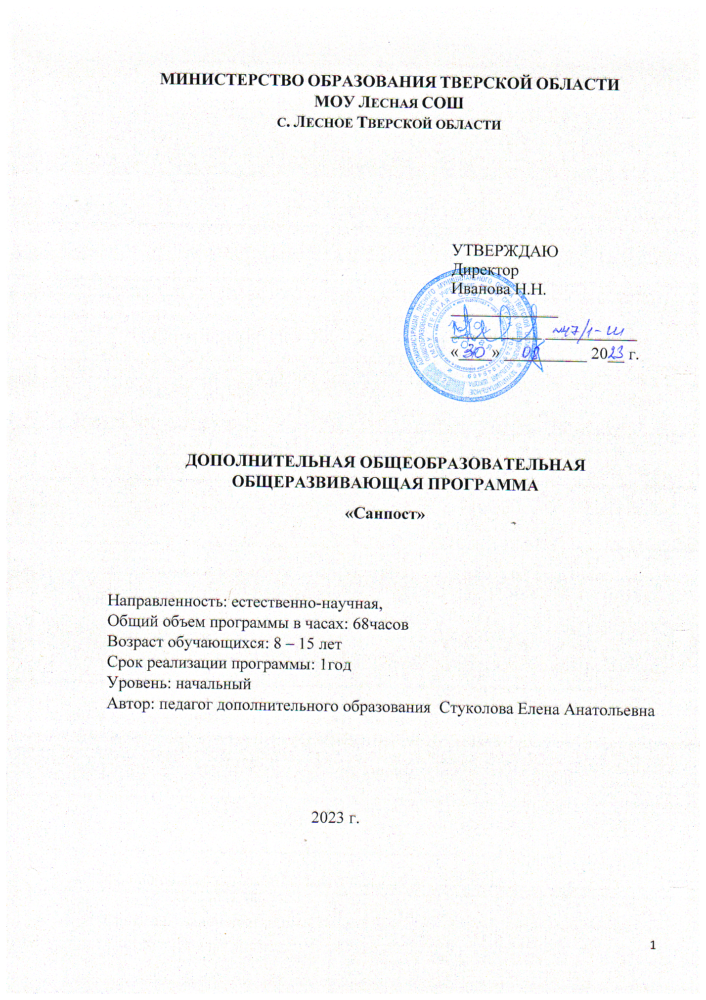 МИНИСТЕРСТВО ОБРАЗОВАНИЯ ТВЕРСКОЙ ОБЛАСТИ
МОУ ЛЕСНАЯ СОШ
С. ЛЕСНОЕ ТВЕРСКОЙ ОБЛАСТИ
УТВЕРЖДАЮ
Директор
Иванова Н.Н.
№47/1-Ш
«30» 08 2023 г.
ДОПОЛНИТЕЛЬНАЯ ОБЩЕОБРАЗОВАТЕЛЬНАЯ
ОБЩЕРАЗВИВАЮЩАЯ ПРОГРАММА
«Санпост»
Направленность: естественно-научная,
Общий объем программы в часах: 68часов
Возраст обучающихся: 8 – 15 лет
Срок реализации программы: 1год
Уровень: начальный
Автор: педагог дополнительного образования Стуколова Елена Анатольевна
2023 г.
1